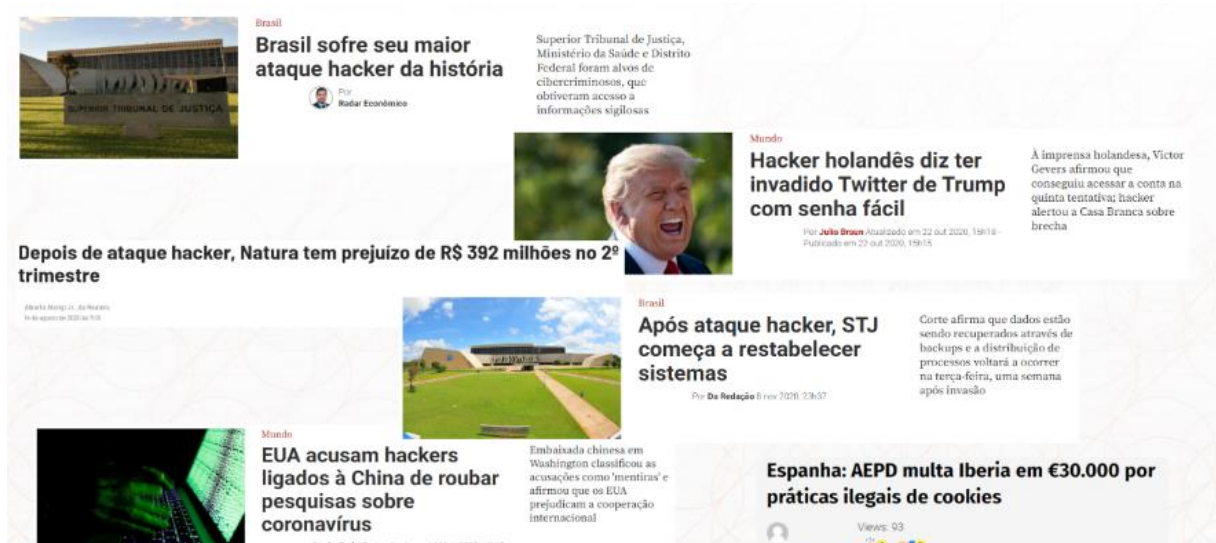 SUPERIOR TRIBUNAL DE JUSTIÇA
Brasil
Brasil sofre seu maior
ataque hacker da história
Por
Radar Econômico
Superior Tribunal de Justiça,
Ministério da Saúde e Distrito
Federal foram alvos de
cibercriminosos, que
obtiveram acesso a
informações sigilosas
Mundo
Hacker holandês diz ter
invadido Twitter de Trump
com senha fácil
Por Julia Braun Atualizado em 22 out 2020, 15h18 -
Publicado em 22 out 2020, 15h15
À imprensa holandesa, Victor
Gevers afirmou que
conseguiu acessar a conta na
quinta tentativa; hacker
alertou a Casa Branca sobre
brecha
Depois de ataque hacker, Natura tem prejuízo de R$ 392 milhões no 2º
trimestre
Brasil
Após ataque hacker, STJ
começa a restabelecer
sistemas
Por Da Redação 8 nov 2020, 23h37
Corte afirma que dados estão
sendo recuperados através de
backups e a distribuição de
processos voltará a ocorrer
na terça-feira, uma semana
após invasão
Mundo
EUA acusam hackers
ligados à China de roubar
pesquisas sobre
coronavírus
Embaixada chinesa em
Washington classificou as
acusações como 'mentiras' e
afirmou que os EUA
prejudicam a cooperação
internacional
Espanha: AEPD multa Iberia em €30.000 por
práticas ilegais de cookies
Views: 93